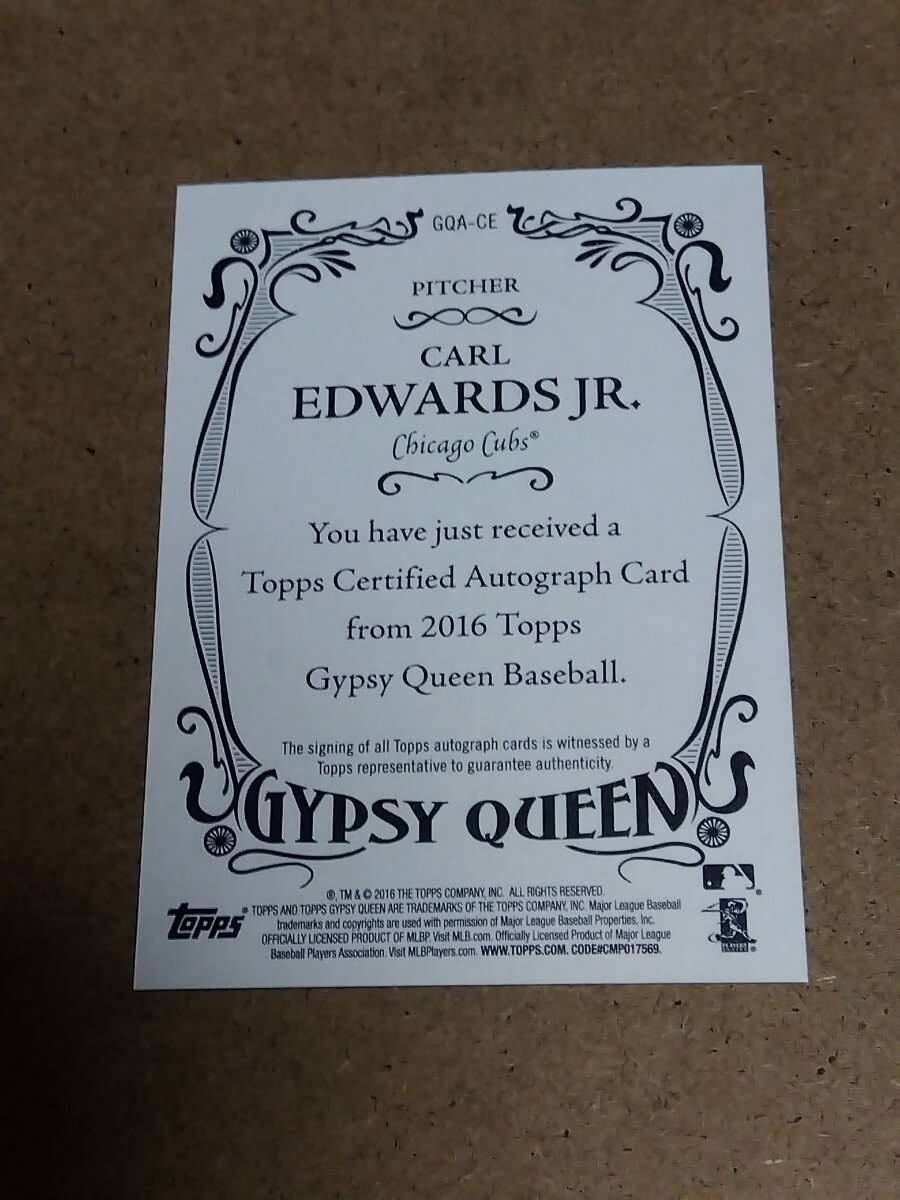 GQA-CE
PITCHER
CARL
EDWARDS JR.
Chicago Cubs®
You have just received a
Topps Certified Autograph Card
from 2016 Topps
Gypsy Queen Baseball.
The signing of all Topps autograph cards is witnessed by a
Topps representative to guarantee authenticity.
GYPSY QUEEN
®, TM & © 2016 THE TOPPS COMPANY, INC. ALL RIGHTS RESERVED.
topps® TOPPS AND TOPPS GYPSY QUEEN ARE TRADEMARKS OF THE TOPPS COMPANY, INC. Major League Baseball
trademarks and copyrights are used with permission of Major League Baseball Properties, Inc.
OFFICIALLY LICENSED PRODUCT OF MLBP. Visit MLB.com. Officially Licensed Product of Major League
Baseball Players Association. Visit MLBPlayers.com. WWW.TOPPS.COM. CODE#CMP017569.